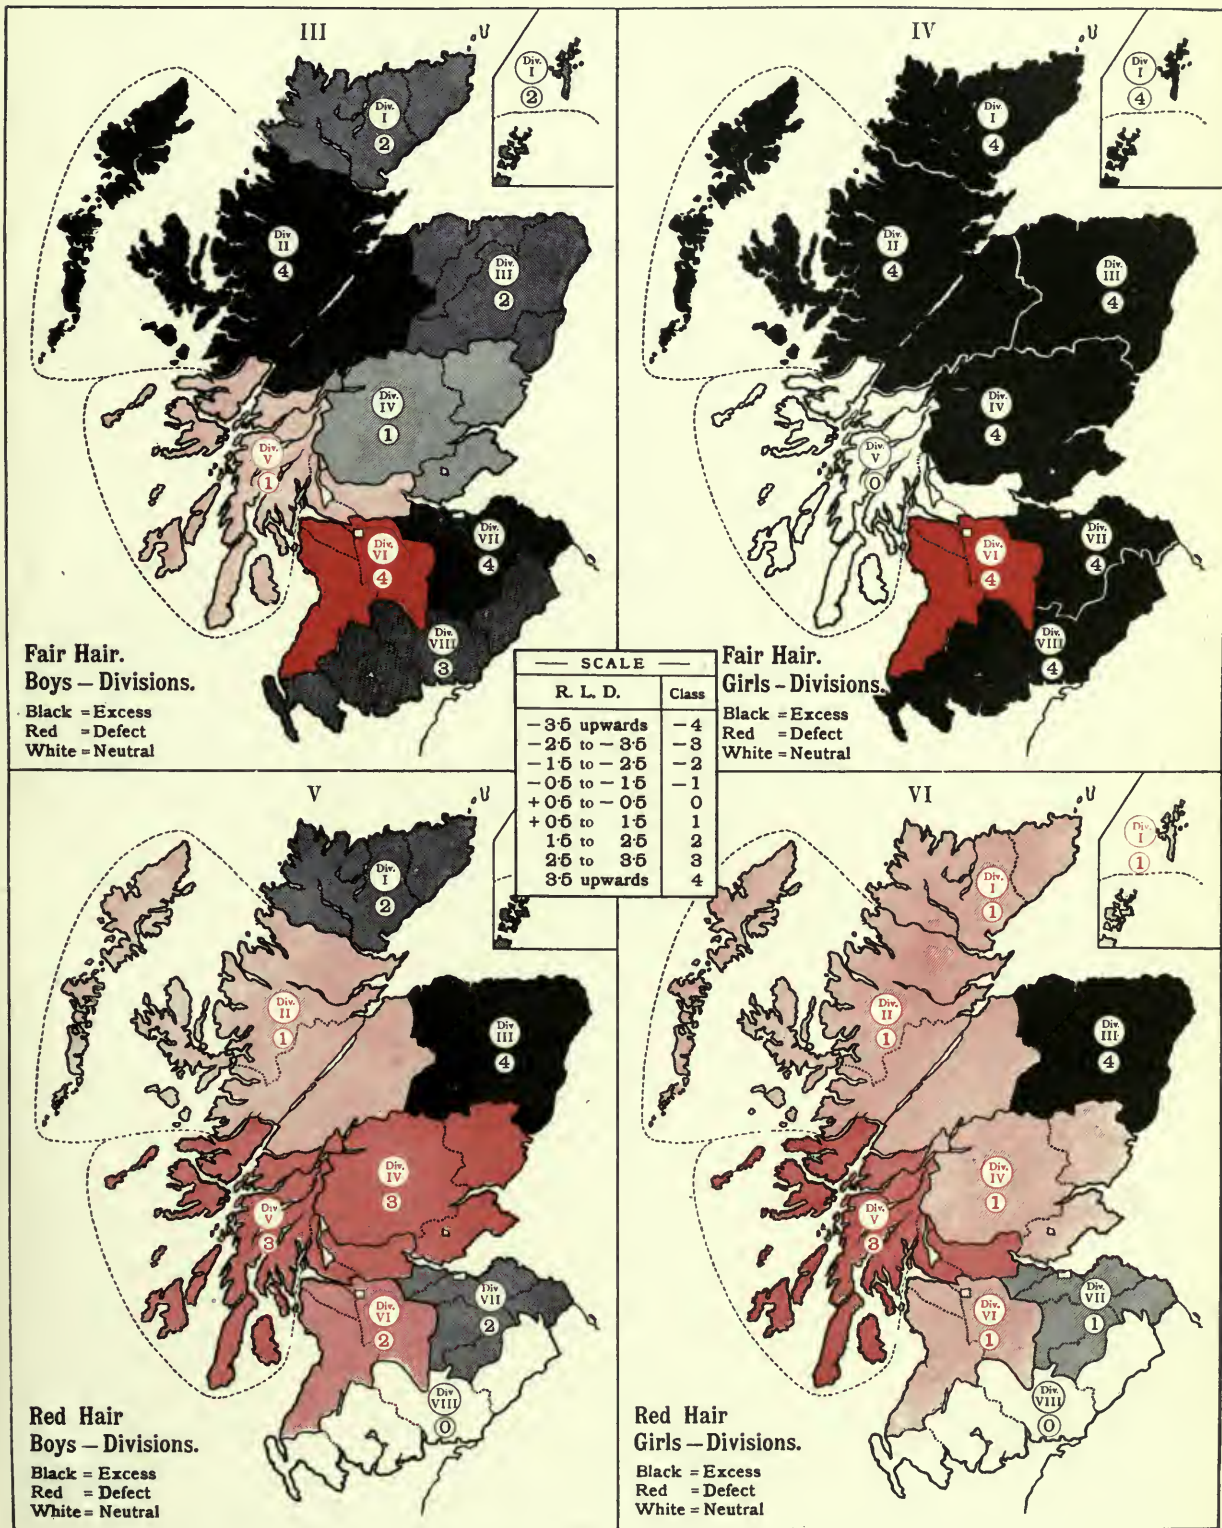 III
Div.
I
2
Div.
I
2
Div
II
4
Div.
III
2
Div.
IV
1
Div.
V
1
Div.
VI
4
Div.
VII
4
Div.
VIII
3
Fair Hair.
Boys — Divisions.
Black = Excess
Red = Defect
White = Neutral
IV
Div.
I
4
Div.
I
4
Div.
II
4
Div.
III
4
Div.
IV
4
Div.
V
0
Div.
VI
4
Div.
VII
4
Div.
VIII
4
Fair Hair.
Girls - Divisions.
Black = Excess
Red = Defect
White = Neutral
— SCALE —
R. L. D. Class
−3·5 upwards −4
−2·5 to −3·5 −3
−1·5 to −2·5 −2
−0·5 to −1·5 −1
+0·5 to −0·5 0
+0·5 to 1·5 1
1·5 to 2·5 2
2·5 to 3·5 3
3·5 upwards 4
V
Div.
I
2
Div.
II
1
Div
III
4
Div.
IV
3
Div
V
3
Div.
VI
2
Div
VII
2
Div
VIII
0
Red Hair
Boys — Divisions.
Black = Excess
Red = Defect
White = Neutral
VI
Div.
I
1
Div.
I
1
Div.
II
1
Div.
III
4
Div.
IV
1
Div.
V
3
Div.
VI
1
Div.
VII
1
Div.
VIII
0
Red Hair
Girls — Divisions.
Black = Excess
Red = Defect
White = Neutral